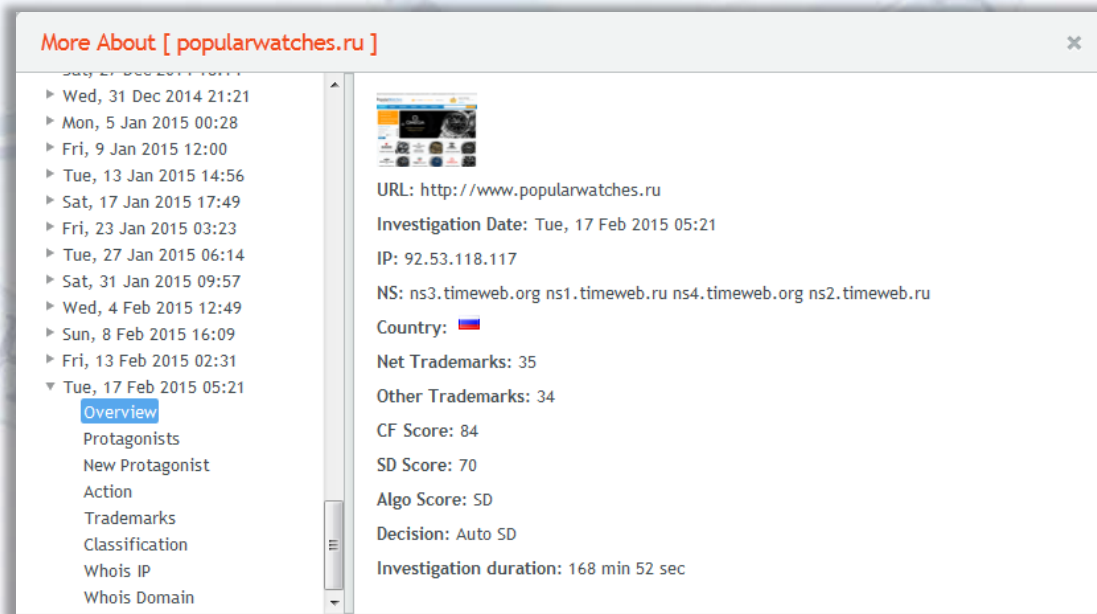 More About [ popularwatches.ru ]
Wed, 31 Dec 2014 21:21
Mon, 5 Jan 2015 00:28
Fri, 9 Jan 2015 12:00
Tue, 13 Jan 2015 14:56
Sat, 17 Jan 2015 17:49
Fri, 23 Jan 2015 03:23
Tue, 27 Jan 2015 06:14
Sat, 31 Jan 2015 09:57
Wed, 4 Feb 2015 12:49
Sun, 8 Feb 2015 16:09
Fri, 13 Feb 2015 02:31
Tue, 17 Feb 2015 05:21
Overview
Protagonists
New Protagonist
Action
Trademarks
Classification
Whois IP
Whois Domain
URL: http://www.popularwatches.ru
Investigation Date: Tue, 17 Feb 2015 05:21
IP: 92.53.118.117
NS: ns3.timeweb.org ns1.timeweb.ru ns4.timeweb.org ns2.timeweb.ru
Country:
Net Trademarks: 35
Other Trademarks: 34
CF Score: 84
SD Score: 70
Algo Score: SD
Decision: Auto SD
Investigation duration: 168 min 52 sec